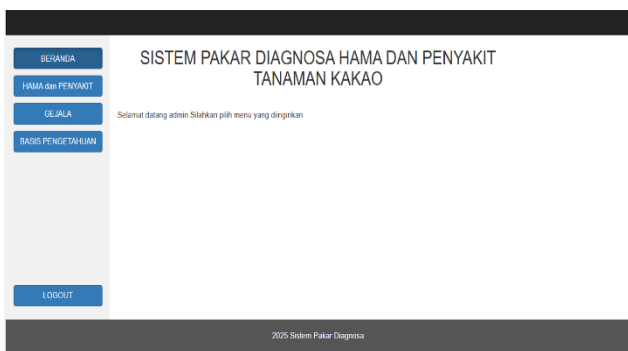 BERANDA
HAMA dan PENYAKIT
GEJALA
BASIS PENGETAHUAN
LOGOUT
SISTEM PAKAR DIAGNOSA HAMA DAN PENYAKIT
TANAMAN KAKAO
Selamat datang admin.Silahkan pilih menu yang dinginkan
2025 Sistem Pakar Diagnosa